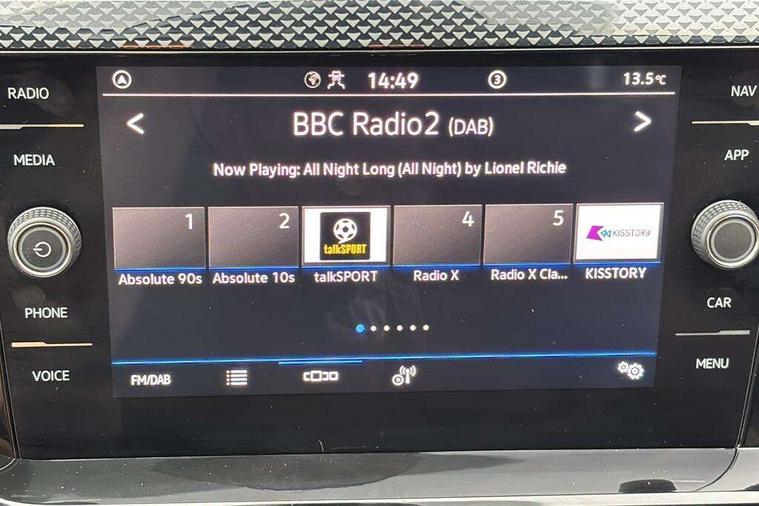 RADIO
MEDIA
PHONE
VOICE
14:49
3
13.5°C
BBC Radio2 (DAB)
Now Playing: All Night Long (All Night) by Lionel Richie
1
2
talkSPORT
4
5
KISSTORY
Absolute 90s
Absolute 10s
talkSPORT
Radio X
Radio X Cla...
KISSTORY
FM/DAB
NAV
APP
CAR
MENU